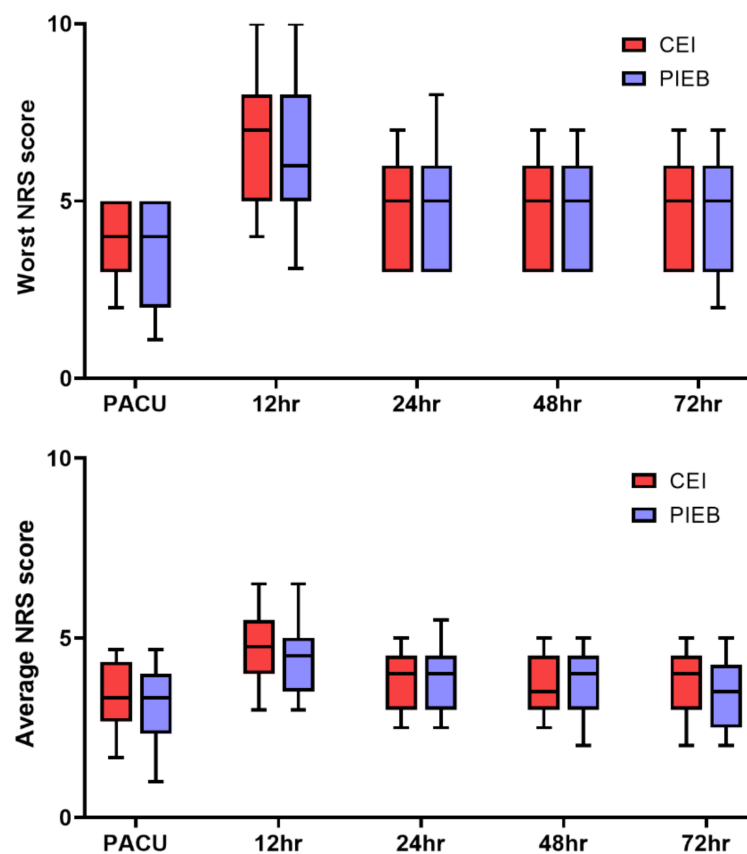 10
CEI
PIEB
Worst NRS score
5
0
PACU 12hr 24hr 48hr 72hr
10
CEI
PIEB
Average NRS score
5
0
PACU 12hr 24hr 48hr 72hr